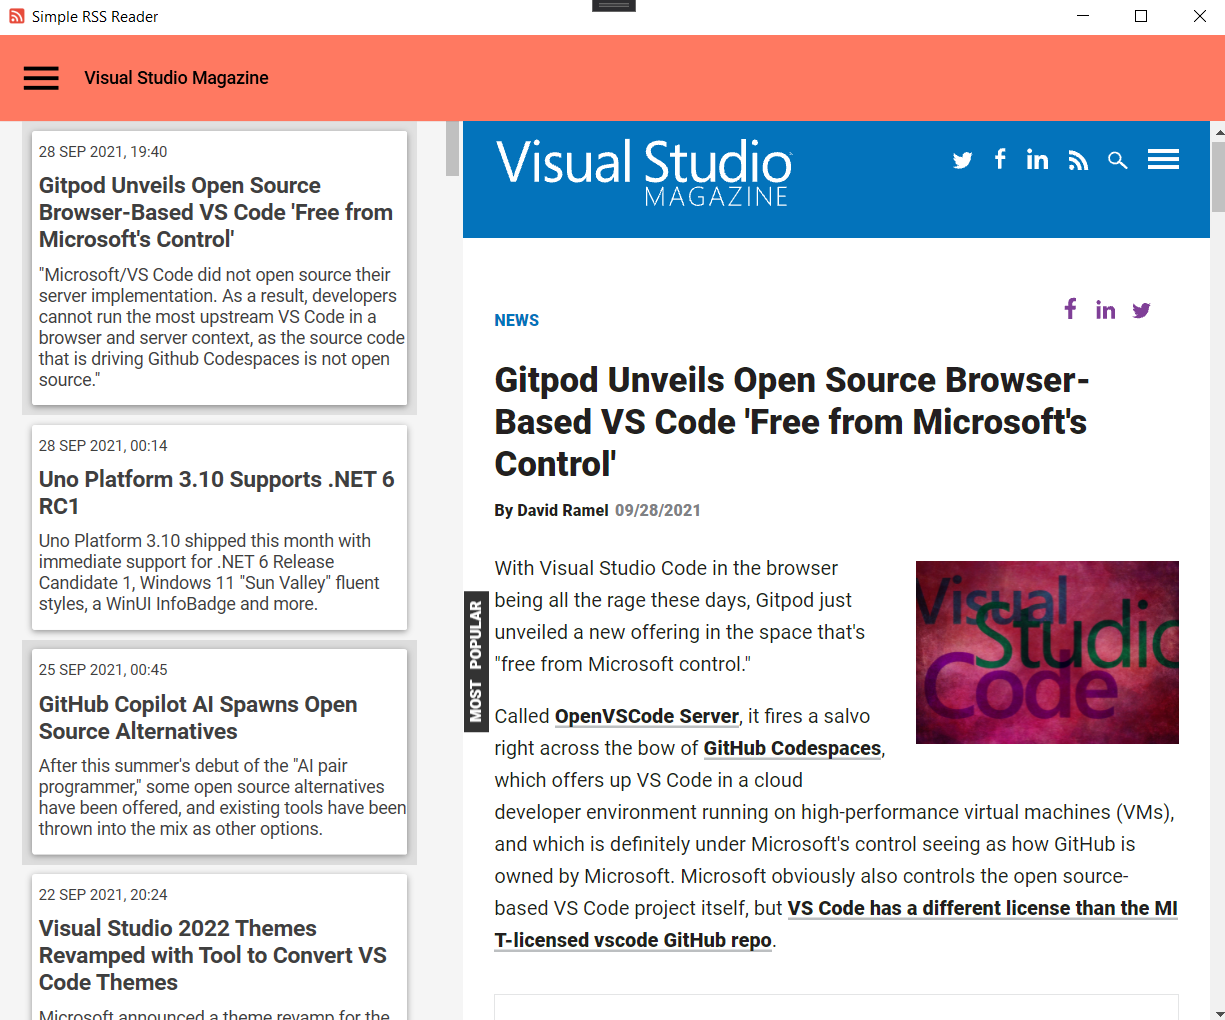 Simple RSS Reader
Visual Studio Magazine
28 SEP 2021, 19:40
Gitpod Unveils Open Source
Browser-Based VS Code 'Free from
Microsoft's Control'
"Microsoft/VS Code did not open source their
server implementation. As a result, developers
cannot run the most upstream VS Code in a
browser and server context, as the source code
that is driving Github Codespaces is not open
source."
28 SEP 2021, 00:14
Uno Platform 3.10 Supports .NET 6
RC1
Uno Platform 3.10 shipped this month with
immediate support for .NET 6 Release
Candidate 1, Windows 11 "Sun Valley" fluent
styles, a WinUI InfoBadge and more.
25 SEP 2021, 00:45
GitHub Copilot AI Spawns Open
Source Alternatives
After this summer's debut of the "AI pair
programmer," some open source alternatives
have been offered, and existing tools have been
thrown into the mix as other options.
22 SEP 2021, 20:24
Visual Studio 2022 Themes
Revamped with Tool to Convert VS
Code Themes
Microsoft announced a theme revamp for the
Visual Studio
MAGAZINE
NEWS
Gitpod Unveils Open Source Browser-
Based VS Code 'Free from Microsoft's
Control'
By David Ramel 09/28/2021
With Visual Studio Code in the browser
being all the rage these days, Gitpod just
unveiled a new offering in the space that's
"free from Microsoft control."
Visual
Studio
Code
MOST POPULAR
Called OpenVSCode Server, it fires a salvo
right across the bow of GitHub Codespaces,
which offers up VS Code in a cloud
developer environment running on high-performance virtual machines (VMs),
and which is definitely under Microsoft's control seeing as how GitHub is
owned by Microsoft. Microsoft obviously also controls the open source-
based VS Code project itself, but VS Code has a different license than the MI
T-licensed vscode GitHub repo.